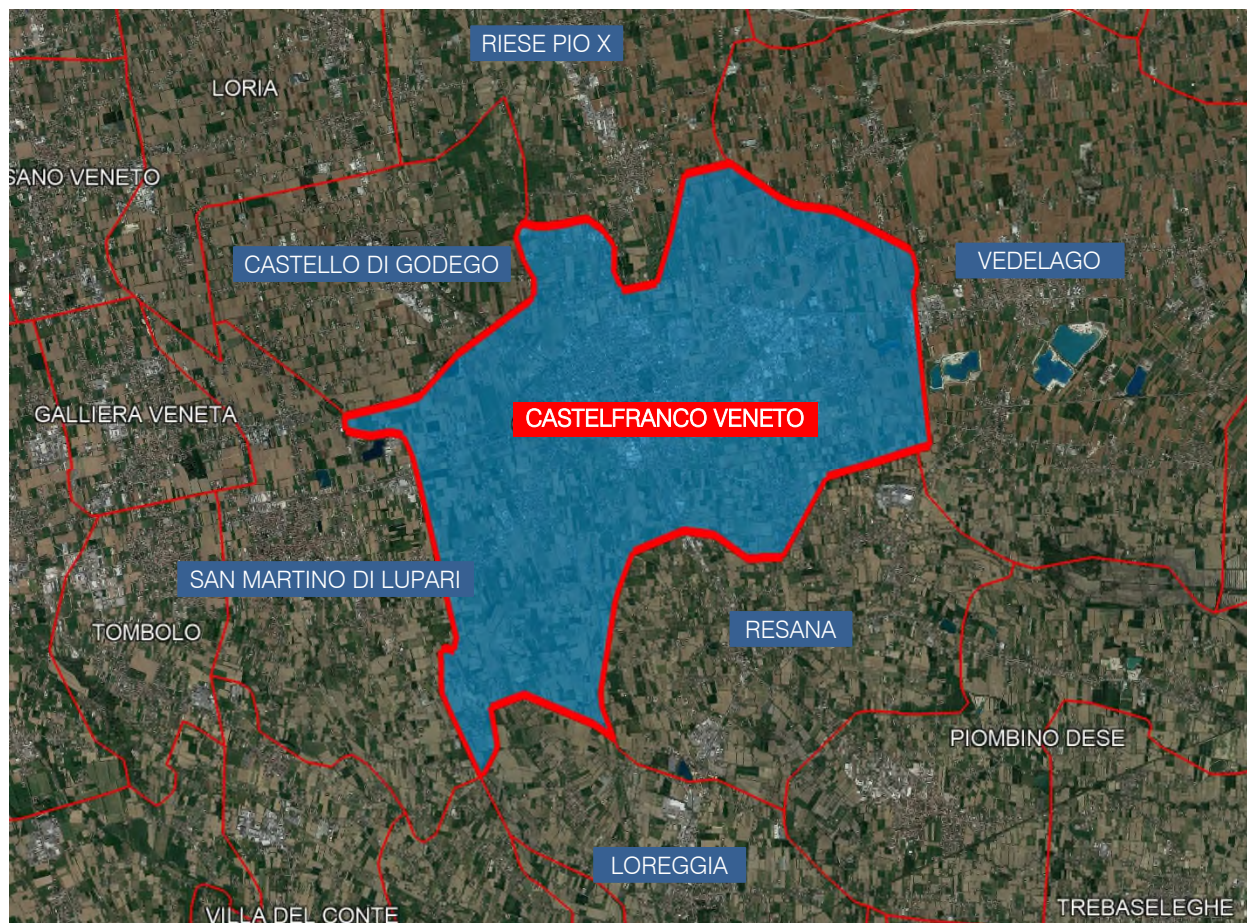 RIESE PIO X
LORIA
SANO VENETO
CASTELLO DI GODEGO
VEDELAGO
GALLIERA VENETA
CASTELFRANCO VENETO
SAN MARTINO DI LUPARI
TOMBOLO
RESANA
PIOMBINO DESE
LOREGGIA
VILLA DEL CONTE
TREBASELEGHE